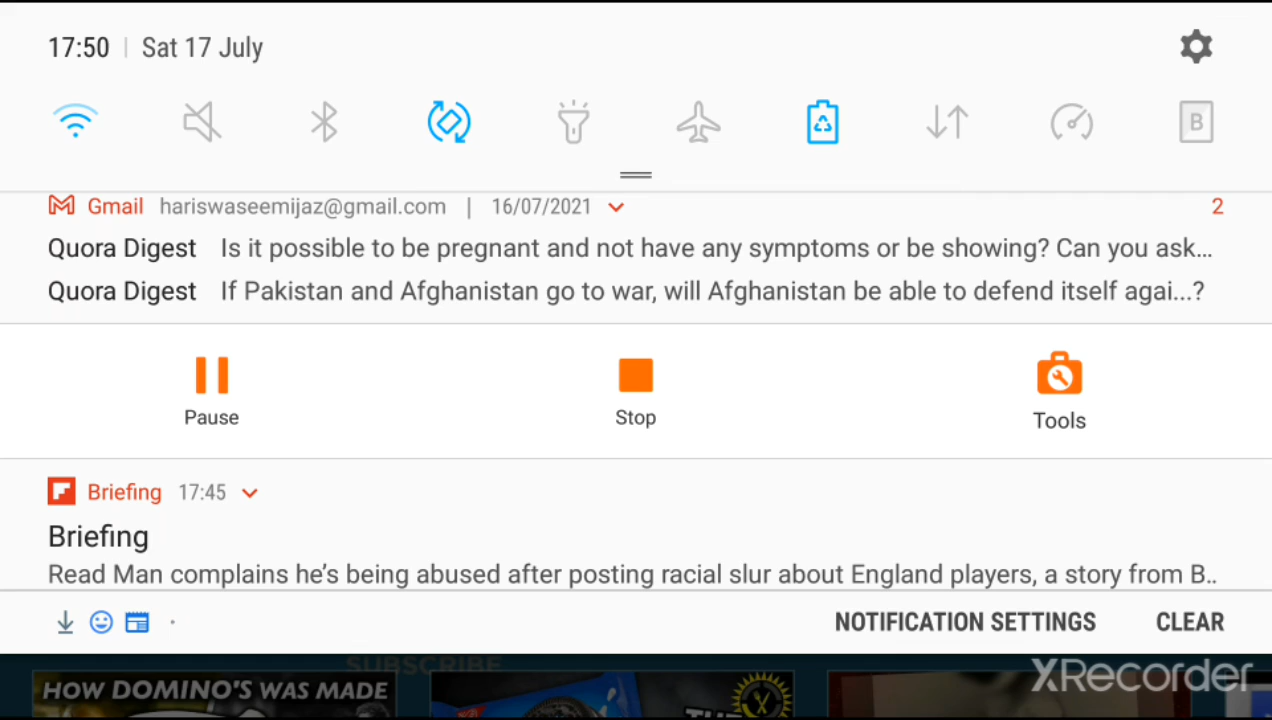 17:50 | Sat 17 July
B
Gmail hariswaseemijaz@gmail.com | 16/07/2021 2
Quora Digest Is it possible to be pregnant and not have any symptoms or be showing? Can you ask...
Quora Digest If Pakistan and Afghanistan go to war, will Afghanistan be able to defend itself agai...?
Pause Stop Tools
Briefing 17:45
Briefing
Read Man complains he’s being abused after posting racial slur about England players, a story from B..
NOTIFICATION SETTINGS CLEAR
SUBSCRIBE
XRecorder
HOW DOMINO'S WAS MADE
THE